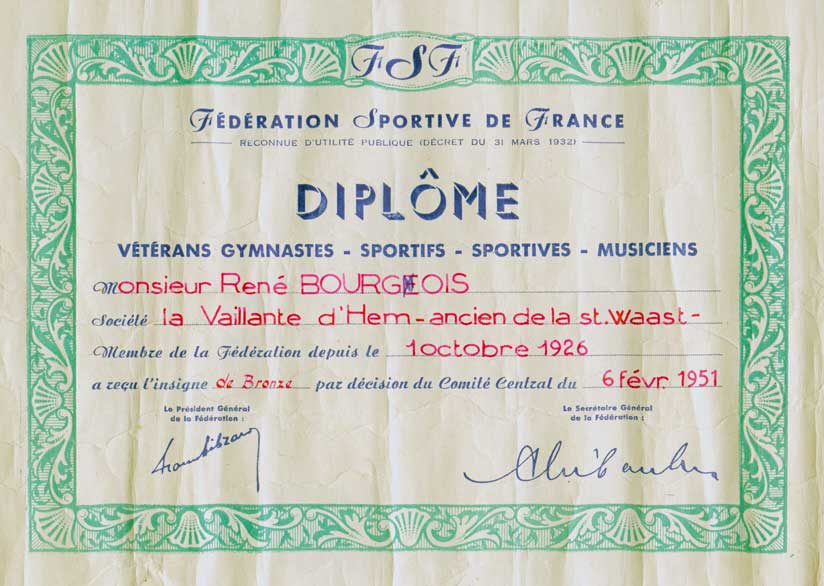 FSF
FÉDÉRATION SPORTIVE DE FRANCE
RECONNUE D'UTILITÉ PUBLIQUE (DÉCRET DU 31 MARS 1932)
DIPLÔME
VÉTÉRANS GYMNASTES - SPORTIFS - SPORTIVES - MUSICIENS
Monsieur René BOURGEOIS
Société la Vaillante d'Hem - ancien de la st. Waast -
Membre de la Fédération depuis le 1 octobre 1926
a reçu l'insigne de Bronze par décision du Comité Central du 6 févr 1951
Le Président Général Le Secrétaire Général
de la Fédération : de la Fédération :